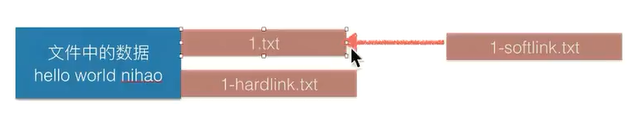 文件中的数据
hello world nihao
1.txt
1-hardlink.txt
1-softlink.txt